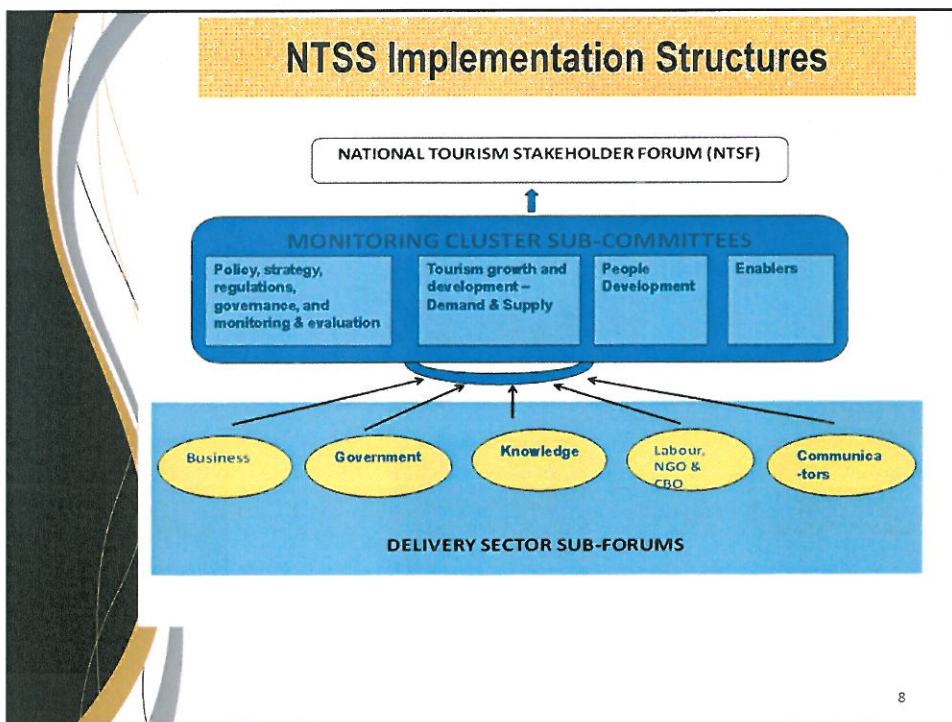 NTSS Implementation Structures
NATIONAL TOURISM STAKEHOLDER FORUM (NTSF)
MONITORING CLUSTER SUB-COMMITTEES
Policy, strategy,
regulations,
governance, and
monitoring & evaluation
Tourism growth and
development –
Demand & Supply
People
Development
Enablers
Business
Government
Knowledge
Labour,
NGO &
CBO
Communica
-tors
DELIVERY SECTOR SUB-FORUMS
8